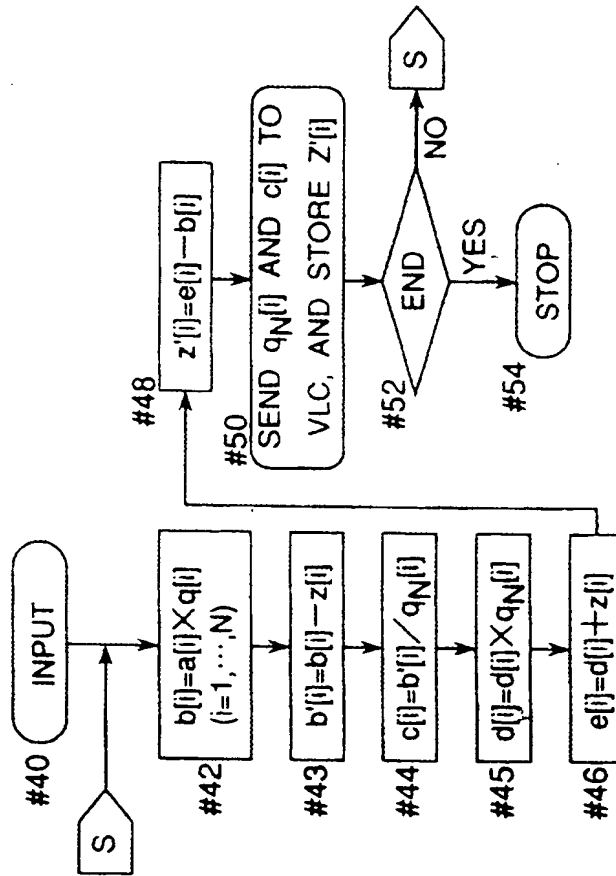 #40
INPUT
S
#42
b[i]=a[i]×q[i]
(i=1,⋯,N)
#43
b'[i]=b[i]−z[i]
#44
c[i]=b'[i]/qN[i]
#45
d[i]=d[i]×qN[i]
#46
e[i]=d'[i]+z[i]
#48
z'[i]=e[i]−b[i]
#50
SEND qN[i] AND c[i] TO
VLC, AND STORE Z'[i]
#52
END
NO
S
YES
#54
STOP